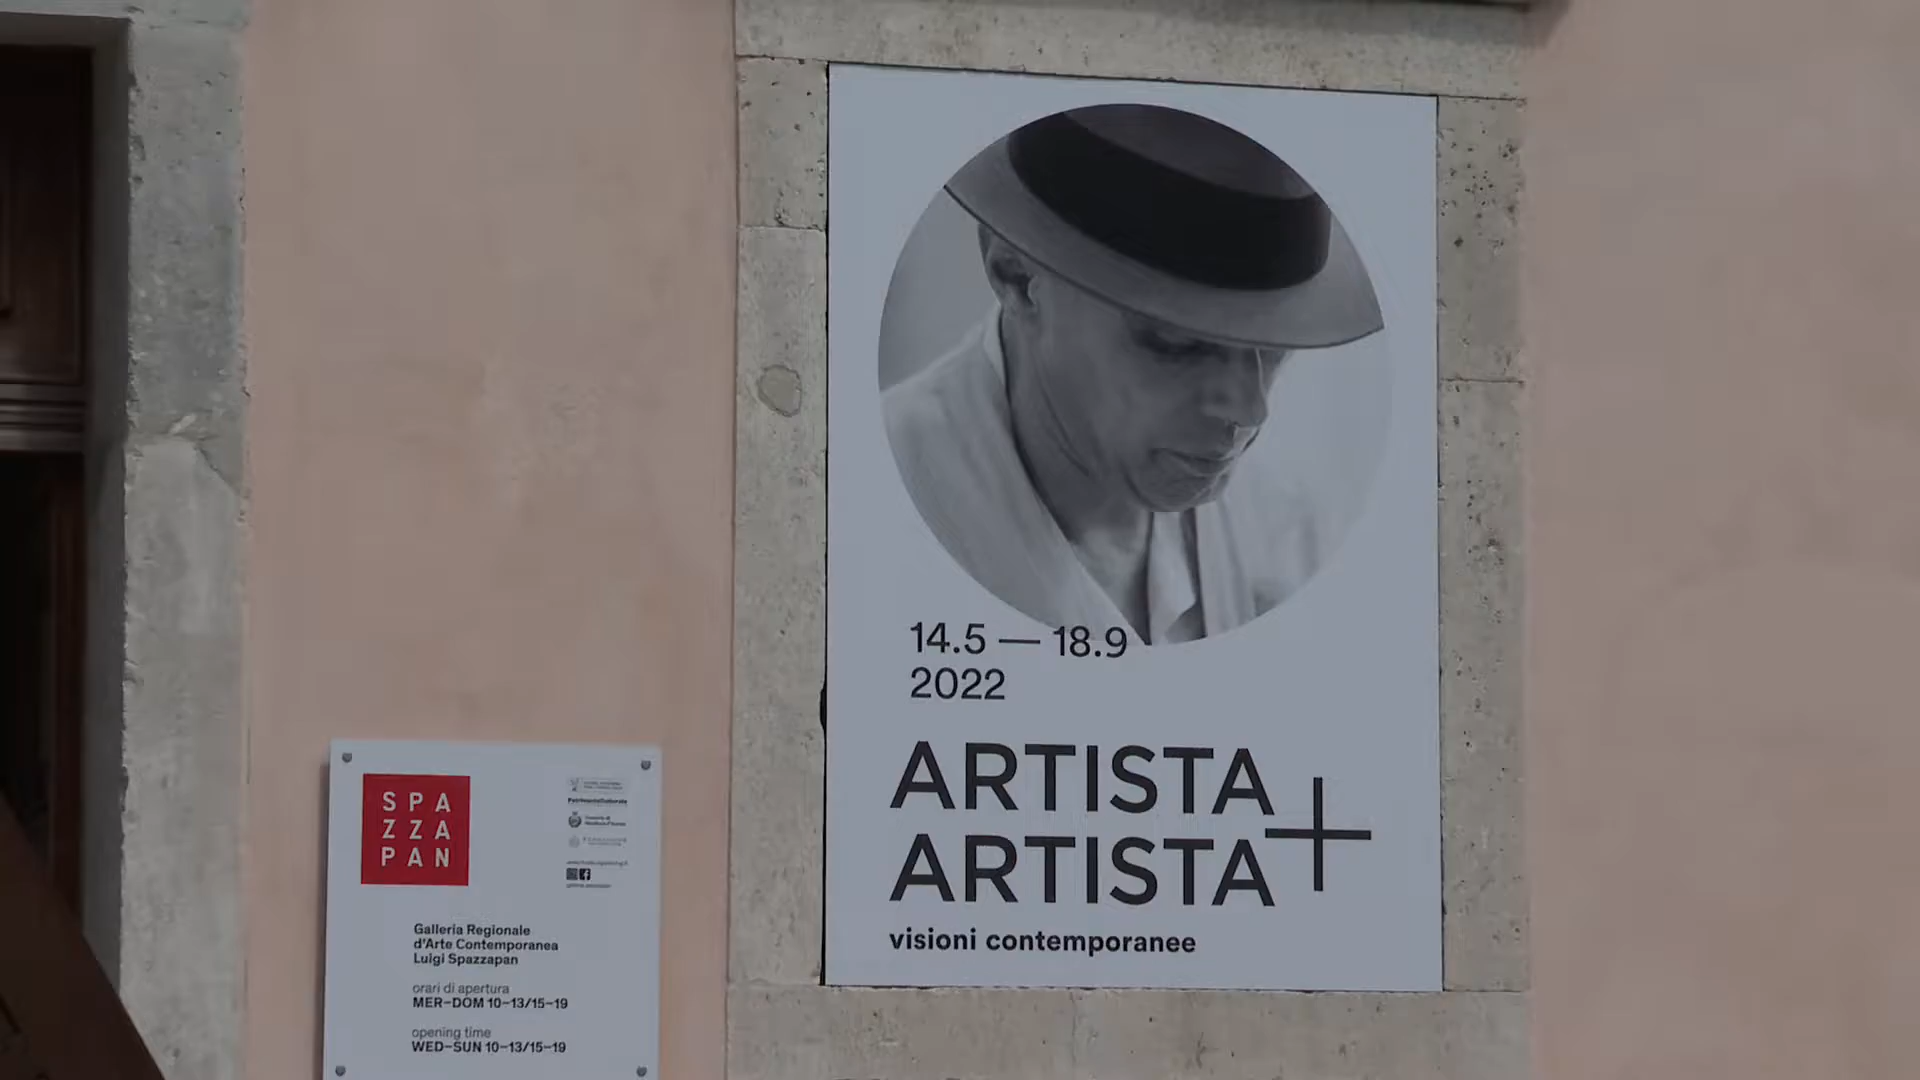 14.5 — 18.9
2022
ARTISTA
+
ARTISTA
visioni contemporanee
SPA
ZZA
PAN
PatrimonioCulturale
Galleria Regionale
d'Arte Contemporanea
Luigi Spazzapan
orari di apertura
MER–DOM 10–13/15–19
opening time
WED–SUN 10–13/15–19